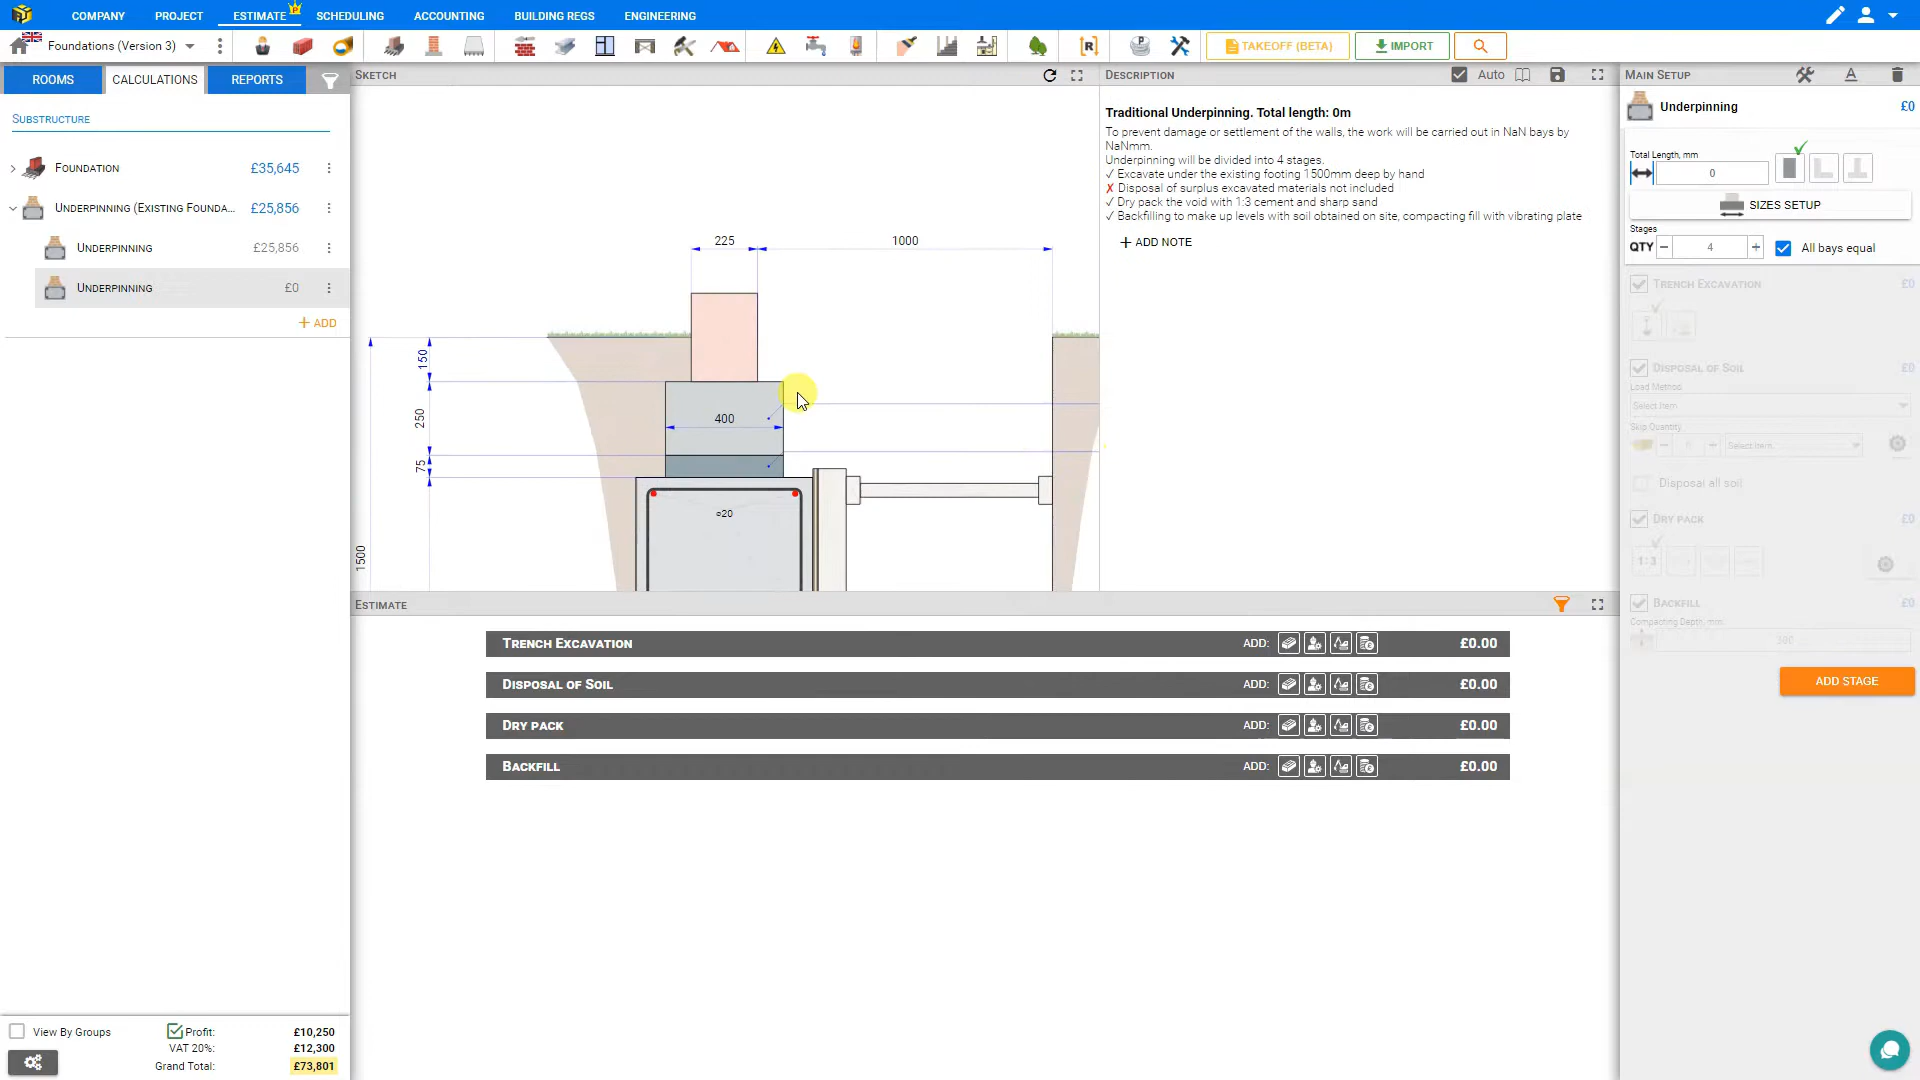 COMPANY PROJECT ESTIMATE SCHEDULING ACCOUNTING BUILDING REGS ENGINEERING
Foundations (Version 3)
TAKEOFF (BETA) IMPORT
ROOMS CALCULATIONS REPORTS
SUBSTRUCTURE
FOUNDATION £35,645
UNDERPINNING (EXISTING FOUNDA... £25,856
UNDERPINNING £25,856
UNDERPINNING £0
+ ADD
View By Groups
Profit: £10,250
VAT 20%: £12,300
Grand Total: £73,801
SKETCH
225 1000
150
250
400
75
⌀20
1500
DESCRIPTION Auto
Traditional Underpinning. Total length: 0m
To prevent damage or settlement of the walls, the work will be carried out in NaN bays by
NaNmm.
Underpinning will be divided into 4 stages.
✓ Excavate under the existing footing 1500mm deep by hand
✗ Disposal of surplus excavated materials not included
✓ Dry pack the void with 1:3 cement and sharp sand
✓ Backfilling to make up levels with soil obtained on site, compacting fill with vibrating plate
+ ADD NOTE
ESTIMATE
TRENCH EXCAVATION ADD: £0.00
DISPOSAL OF SOIL ADD: £0.00
DRY PACK ADD: £0.00
BACKFILL ADD: £0.00
MAIN SETUP
Underpinning £0
Total Length, mm
0
SIZES SETUP
Stages
QTY − 4 + All bays equal
TRENCH EXCAVATION £0
DISPOSAL OF SOIL £0
Load Method
Select Item
Skip Quantity
Select Item
Disposal all soil
DRY PACK £0
1:3
BACKFILL £0
Compacting Depth, mm
300
ADD STAGE